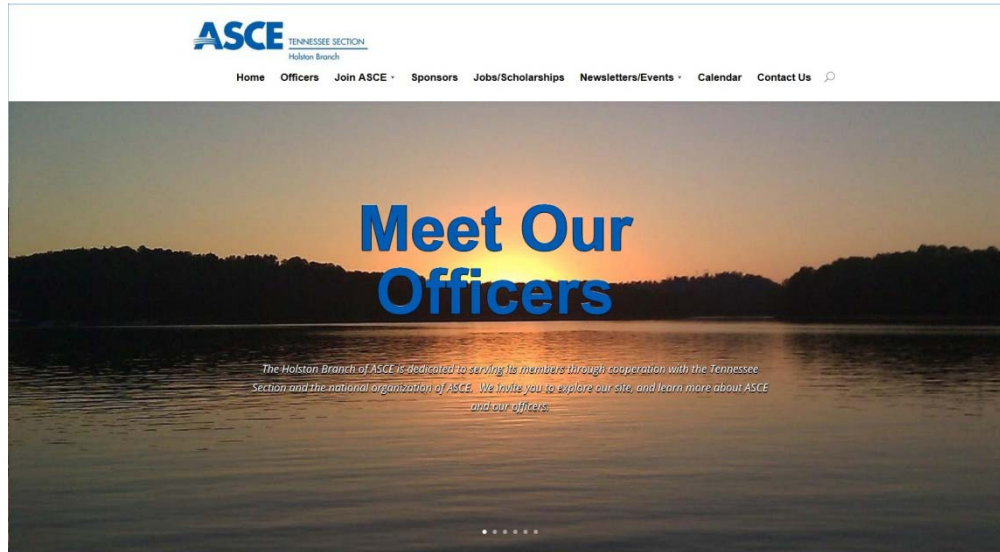 ASCE TENNESSEE SECTION
Holston Branch
Home Officers Join ASCE Sponsors Jobs/Scholarships Newsletters/Events Calendar Contact Us
Meet Our
Officers
The Holston Branch of ASCE is dedicated to serving its members through cooperation with the Tennessee
Section and the national organization of ASCE. We invite you to explore our site, and learn more about ASCE
and our officers.